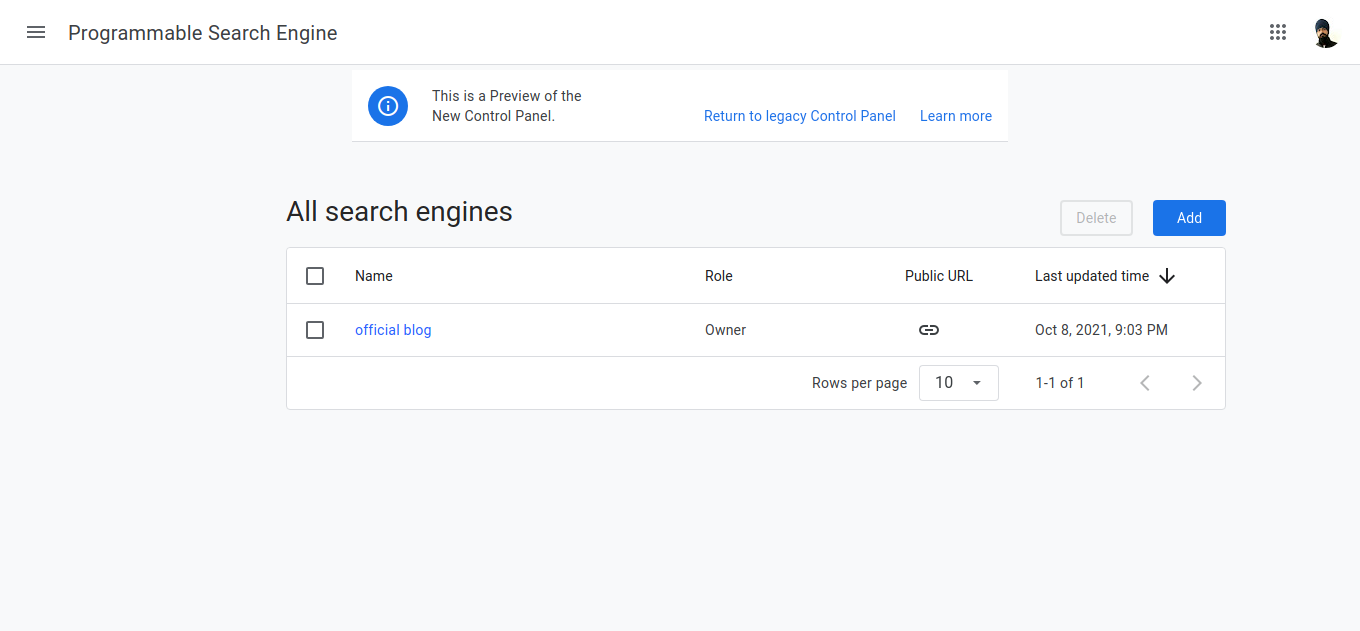 Programmable Search Engine
This is a Preview of the
New Control Panel.
Return to legacy Control Panel Learn more
All search engines
Delete Add
Name Role Public URL Last updated time
official blog Owner Oct 8, 2021, 9:03 PM
Rows per page 10 1-1 of 1